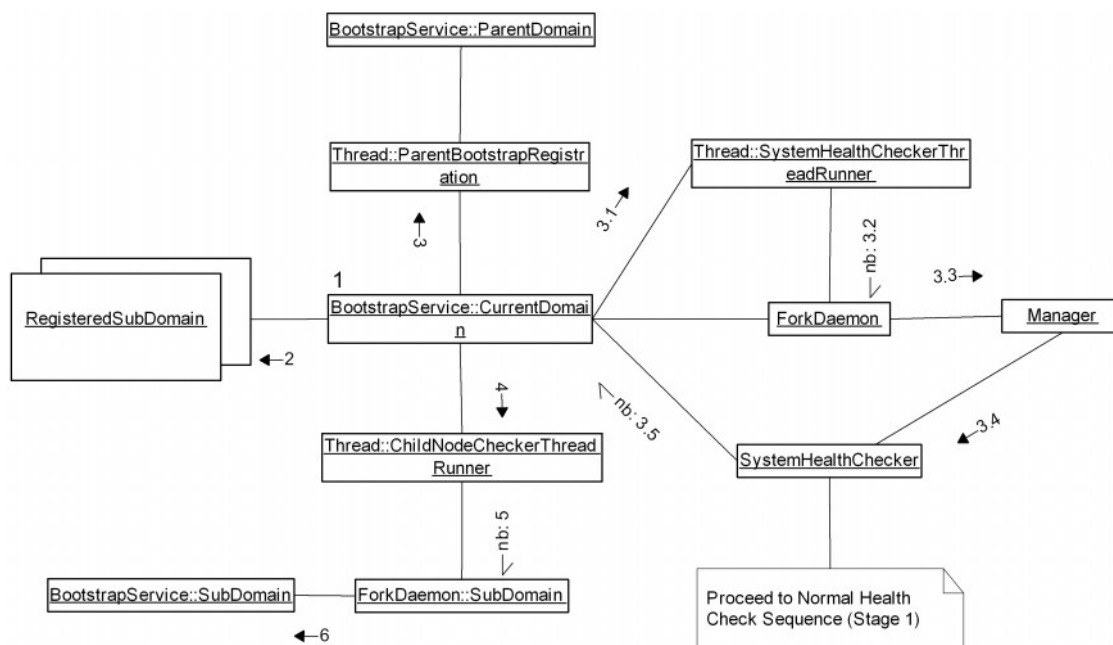 BootstrapService::ParentDomain
Thread::ParentBootstrapRegistr
ation
Thread::SystemHealthCheckerThr
eadRunner
3.1
3
nb: 3.2
3.3
1
RegisteredSubDomain
BootstrapService::CurrentDomai
n
ForkDaemon
Manager
2
4
nb: 3.5
3.4
Thread::ChildNodeCheckerThread
Runner
SystemHealthChecker
nb: 5
BootstrapService::SubDomain
ForkDaemon::SubDomain
6
Proceed to Normal Health
Check Sequence (Stage 1)